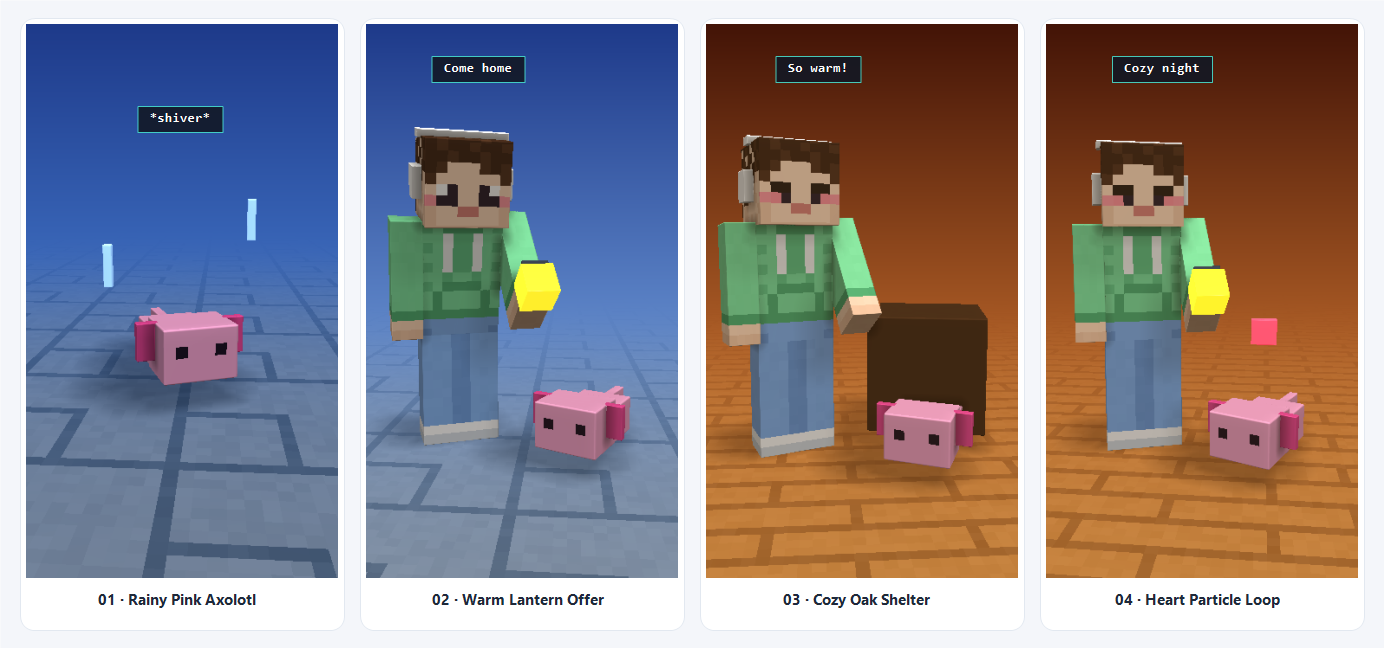 *shiver*
Come home
So warm!
Cozy night
01 · Rainy Pink Axolotl
02 · Warm Lantern Offer
03 · Cozy Oak Shelter
04 · Heart Particle Loop